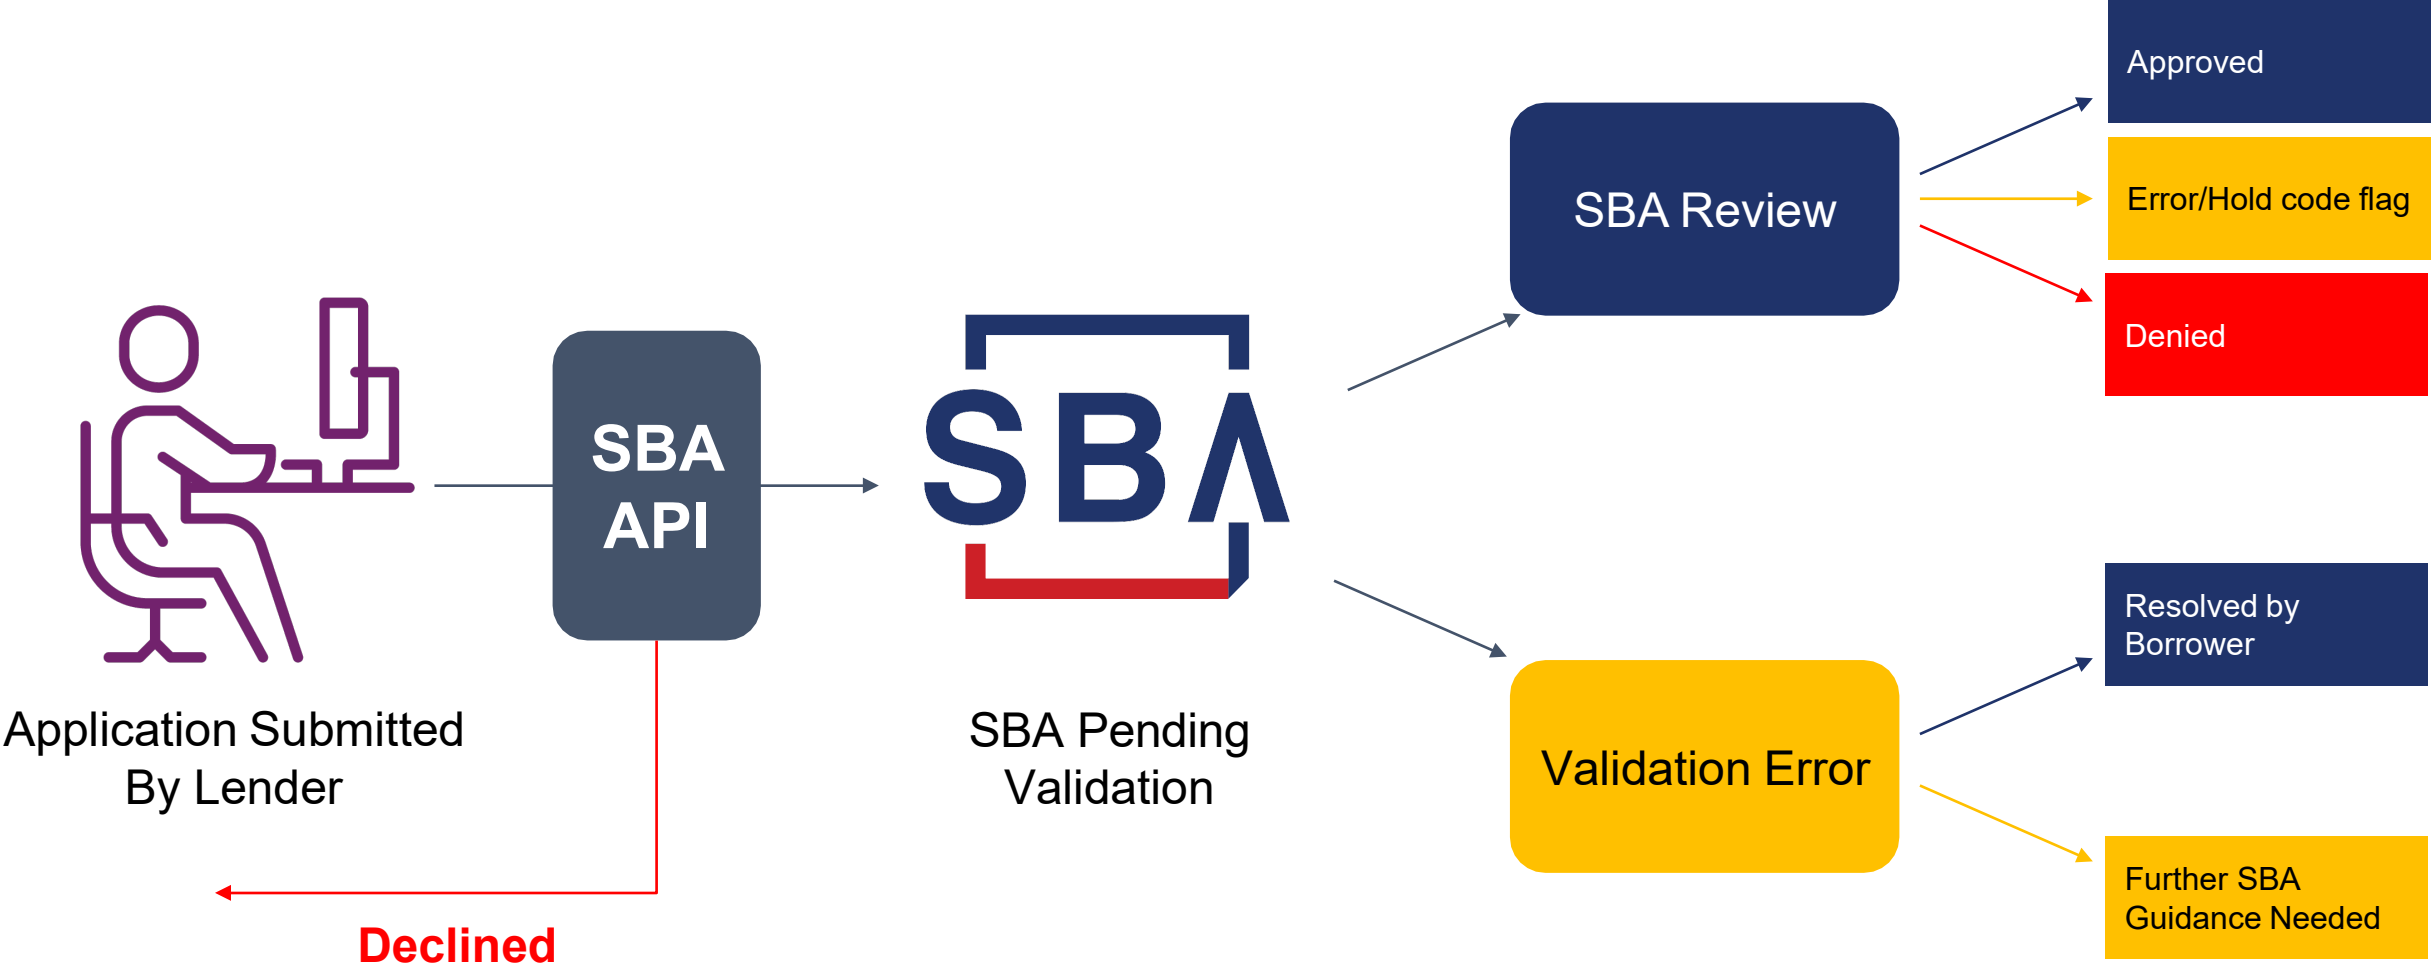 Application Submitted
By Lender
SBA
API
Declined
SBA
SBA Pending
Validation
SBA Review
Approved
Error/Hold code flag
Denied
Validation Error
Resolved by
Borrower
Further SBA
Guidance Needed